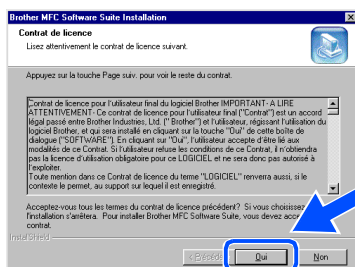 Brother MFC Software Suite Installation
Contrat de licence
Lisez attentivement le contrat de licence suivant.
Appuyez sur la touche Page suiv. pour voir le reste du contrat.
Contrat de licence pour l'utilisateur final du logiciel Brother IMPORTANT- A LIRE
ATTENTIVEMENT- Ce contrat de licence pour l'utilisateur final ("Contrat") est un accord
légal passé entre Brother Industries, Ltd. (" Brother") et l'utilisateur, régissant l'utilisation du
logiciel Brother, et qui sera installé en cliquant sur la touche "Oui" de cette boîte de
dialogue ("SOFTWARE"). En cliquant sur "Oui", l'utilisateur accepte d'être lié aux
modalités de ce Contrat. Si l'utilisateur refuse les conditions de ce Contrat, il n'obtiendra
pas la licence d'utilisation obligatoire pour ce LOGICIEL et ne sera donc pas autorisé à
l'exploiter.
Toute mention dans ce Contrat de licence du terme "LOGICIEL" renverra aussi, si le
contexte le permet, au support sur lequel il est enregistré.
Acceptez-vous tous les termes du contrat de licence précédent? Si vous choisissez
l'installation s'arrêtera. Pour installer Brother MFC Software Suite, vous devez
contrat.
InstallShield
Oui
Non